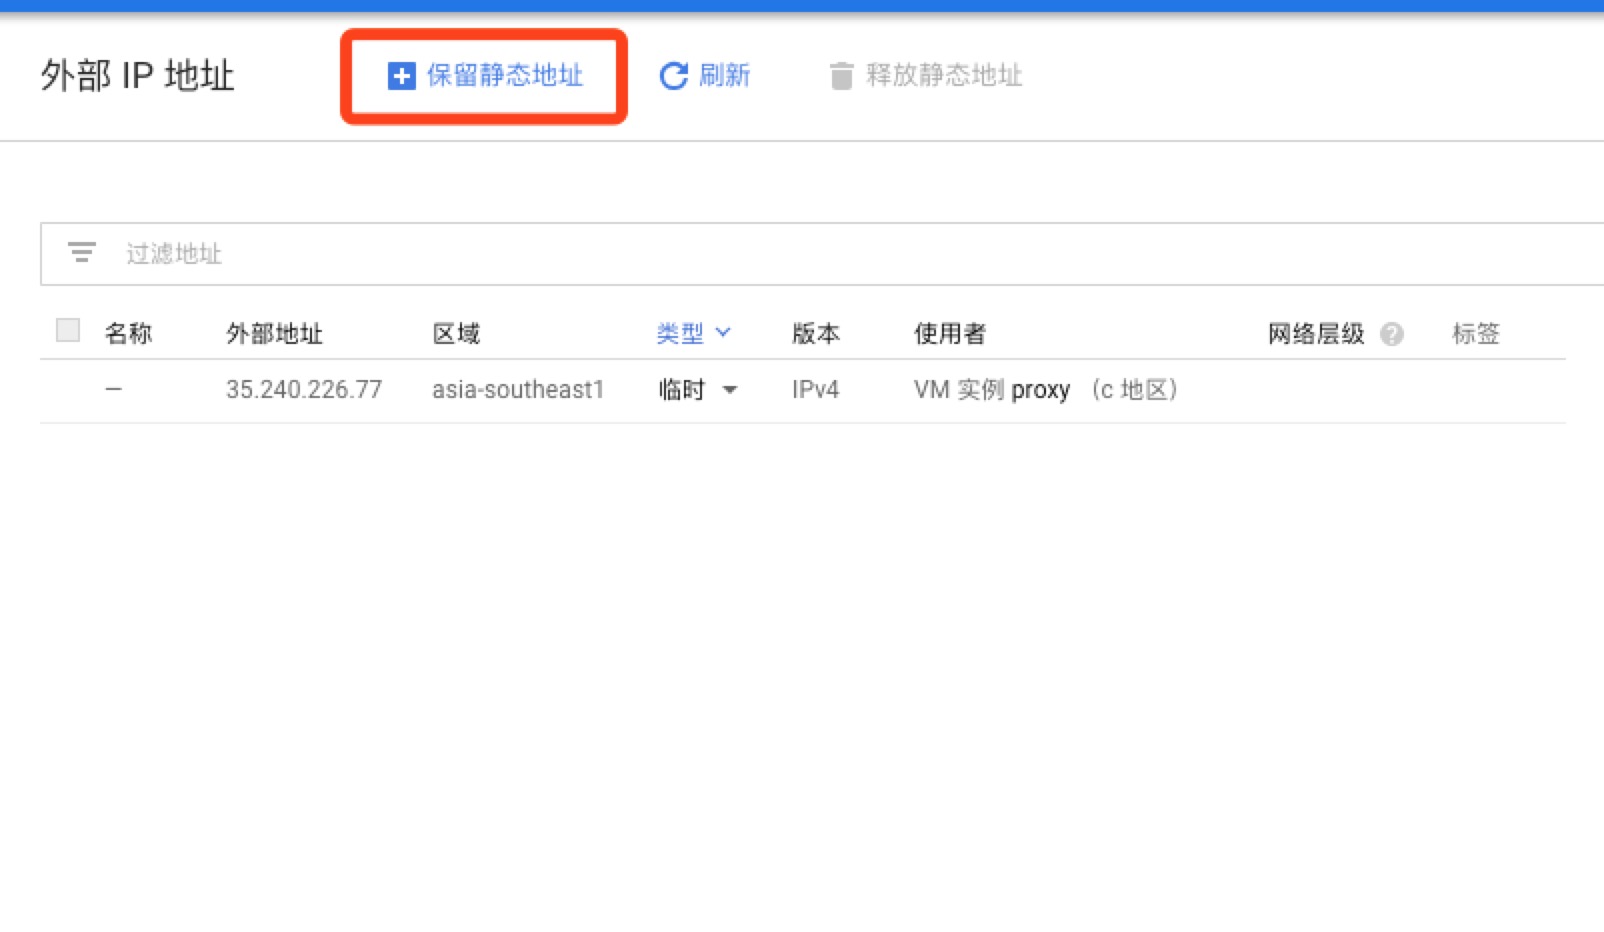 外部 IP 地址 保留静态地址 刷新 释放静态地址
过滤地址
名称 外部地址 区域 类型 版本 使用者 网络层级 ? 标签
— 35.240.226.77 asia-southeast1 临时 IPv4 VM 实例 proxy （c 地区）